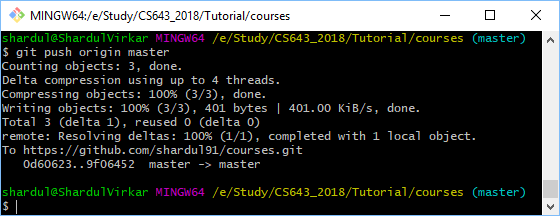 MINGW64:/e/Study/CS643_2018/Tutorial/courses
shardul@ShardulVirkar MINGW64 /e/Study/CS643_2018/Tutorial/courses (master)
$ git push origin master
Counting objects: 3, done.
Delta compression using up to 4 threads.
Compressing objects: 100% (3/3), done.
Writing objects: 100% (3/3), 401 bytes | 401.00 KiB/s, done.
Total 3 (delta 1), reused 0 (delta 0)
remote: Resolving deltas: 100% (1/1), completed with 1 local object.
To https://github.com/shardul91/courses.git
   0d60623..9f06452  master -> master
shardul@ShardulVirkar MINGW64 /e/Study/CS643_2018/Tutorial/courses (master)
$